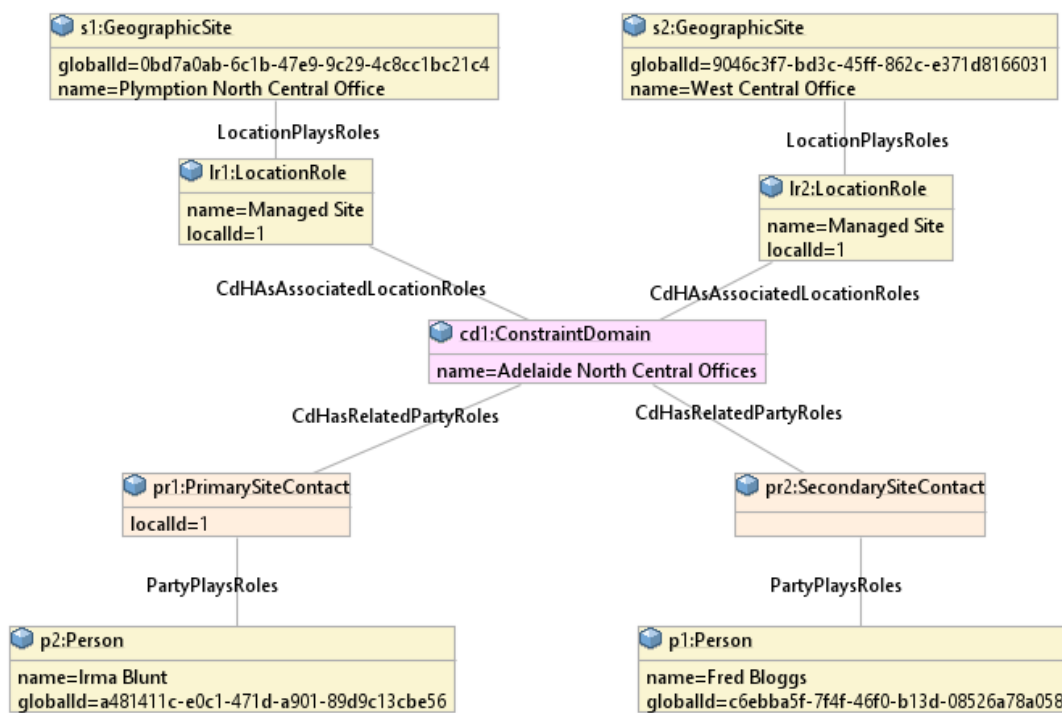 s1:GeographicSite
globalId=0bd7a0ab-6c1b-47e9-9c29-4c8cc1bc21c4
name=Plymption North Central Office
s2:GeographicSite
globalId=9046c3f7-bd3c-45ff-862c-e371d8166031
name=West Central Office
LocationPlaysRoles
LocationPlaysRoles
lr1:LocationRole
name=Managed Site
localId=1
lr2:LocationRole
name=Managed Site
localId=1
CdHAsAssociatedLocationRoles
CdHAsAssociatedLocationRoles
cd1:ConstraintDomain
name=Adelaide North Central Offices
CdHasRelatedPartyRoles
CdHasRelatedPartyRoles
pr1:PrimarySiteContact
localId=1
pr2:SecondarySiteContact
PartyPlaysRoles
PartyPlaysRoles
p2:Person
name=Irma Blunt
globalId=a481411c-e0c1-471d-a901-89d9c13cbe56
p1:Person
name=Fred Bloggs
globalId=c6ebba5f-7f4f-46f0-b13d-08526a78a058